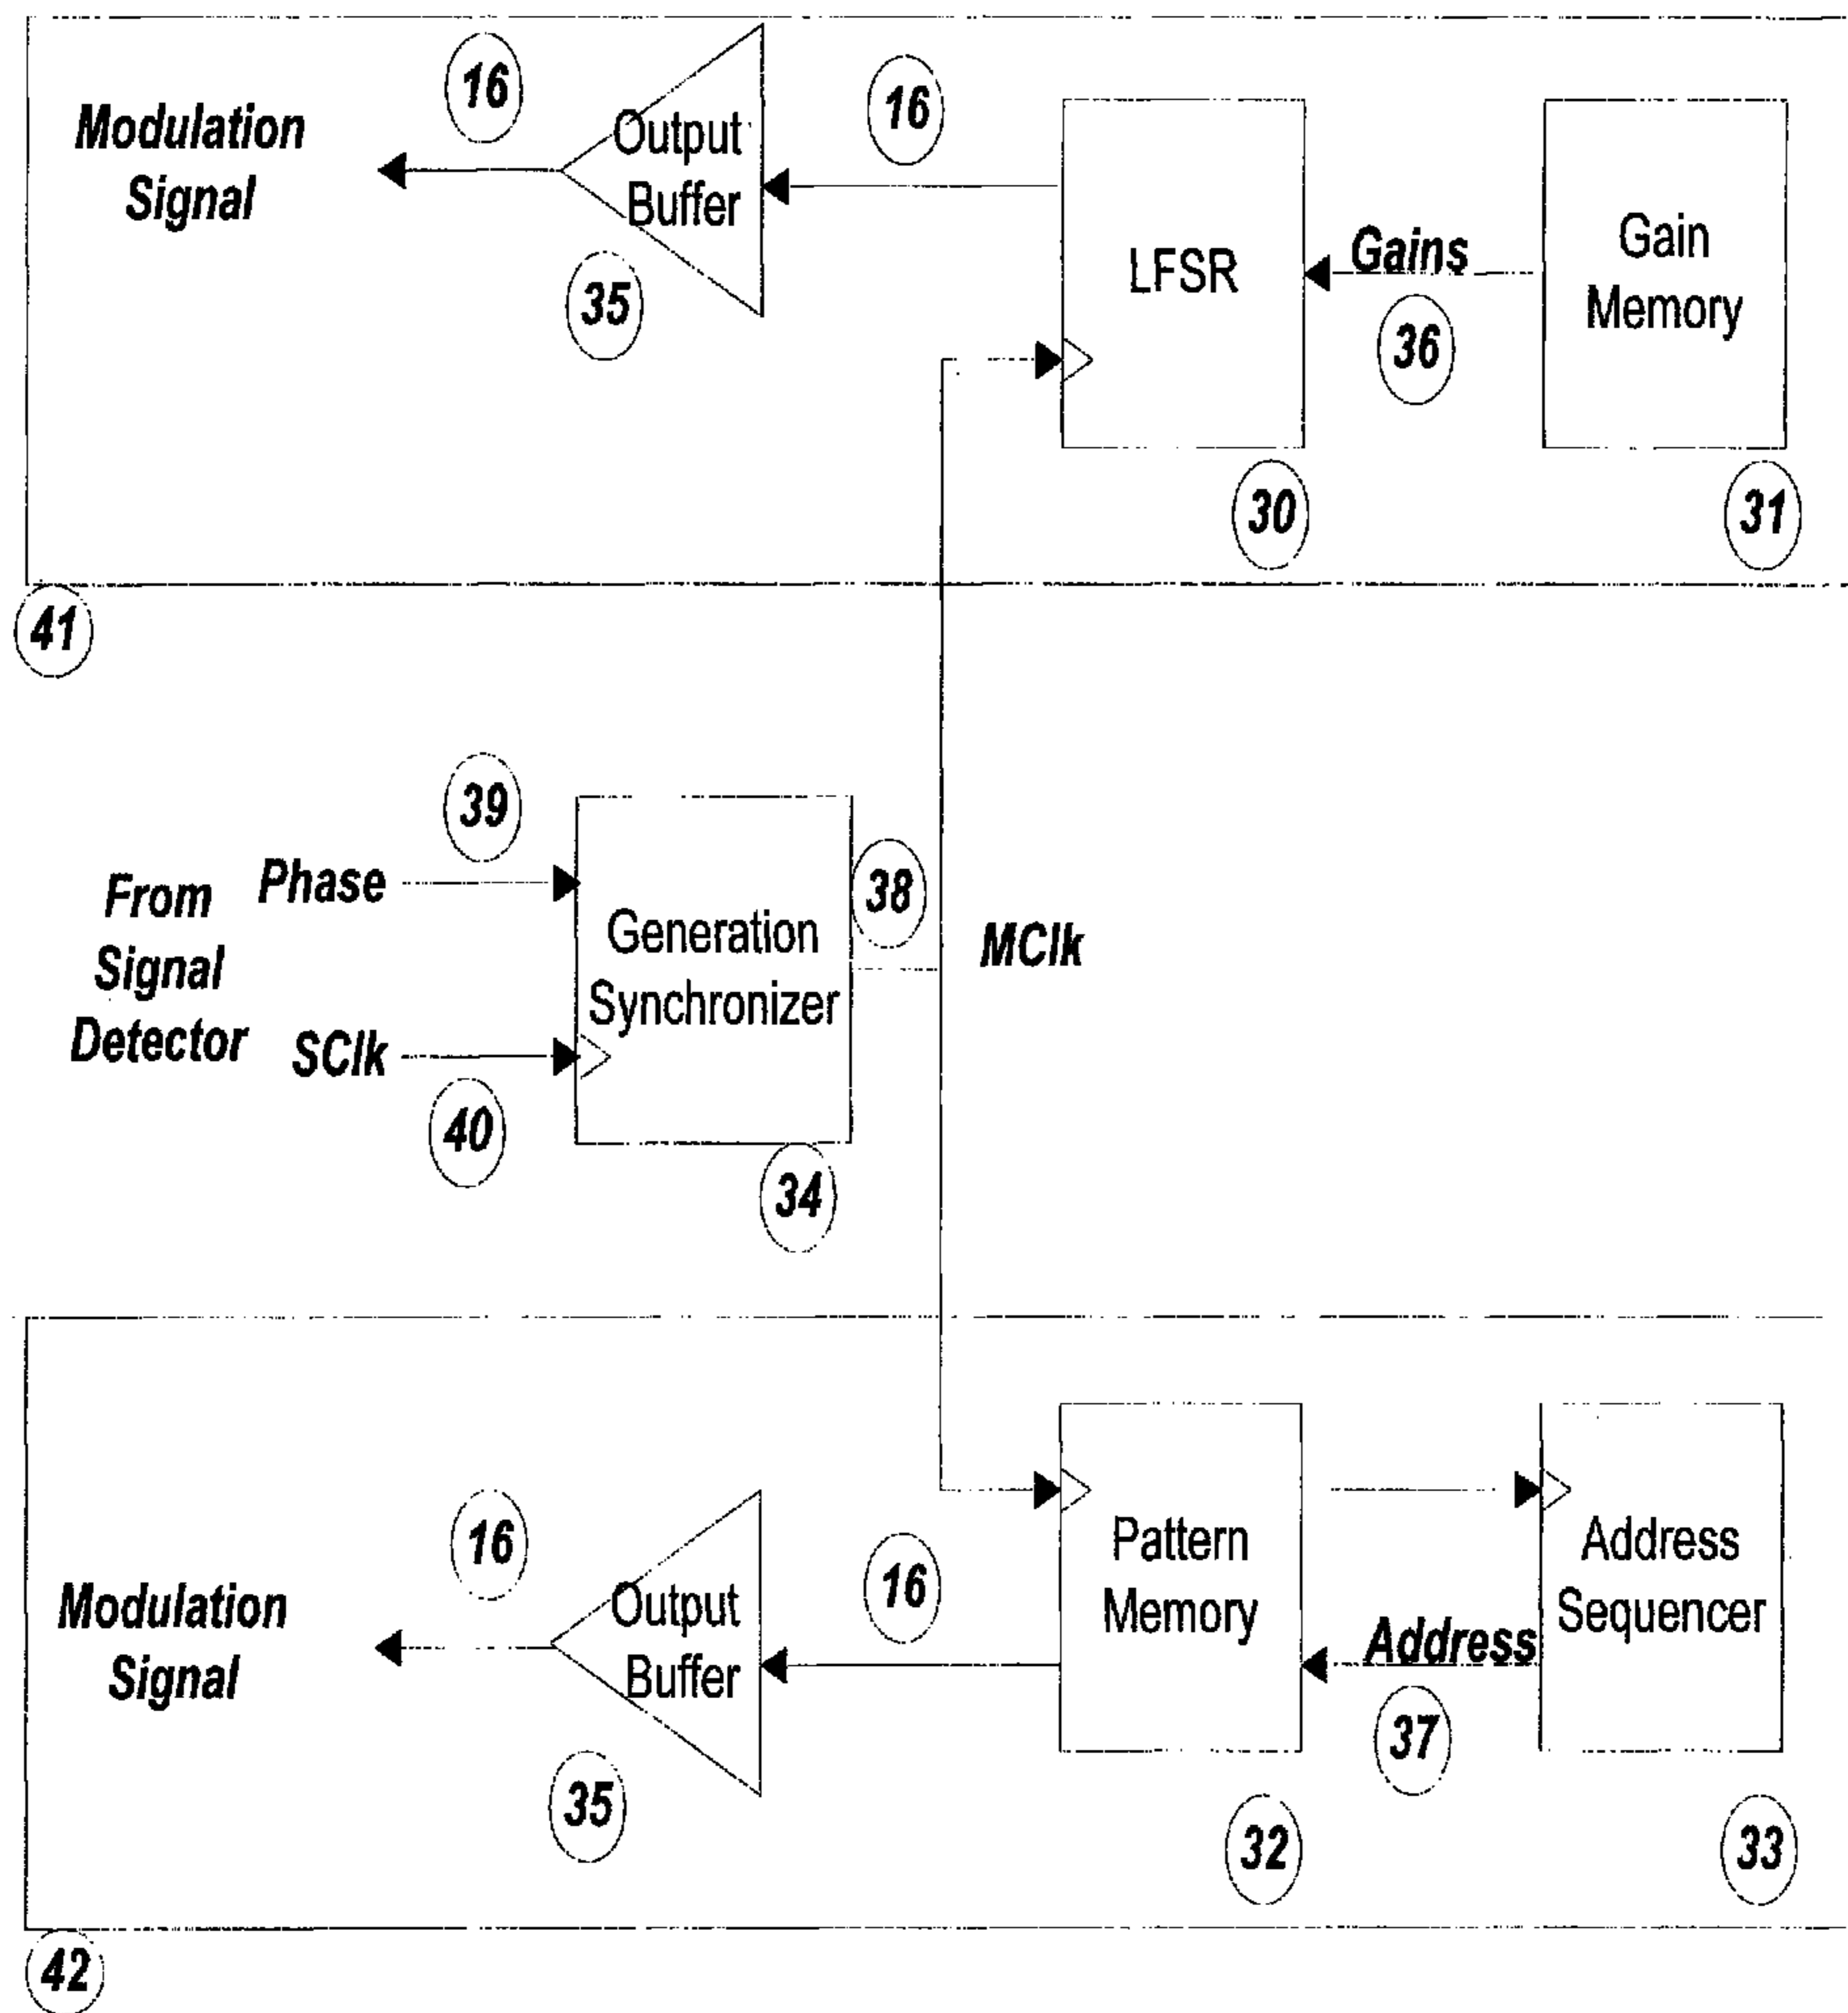 16
16
Modulation
Signal
Output
Buffer
35
LFSR
Gains
36
Gain
Memory
30
31
41
39
Phase
From
Signal
Detector
SClk
40
Generation
Synchronizer
38
MClk
34
16
16
Modulation
Signal
Output
Buffer
35
Pattern
Memory
Address
37
Address
Sequencer
32
33
42